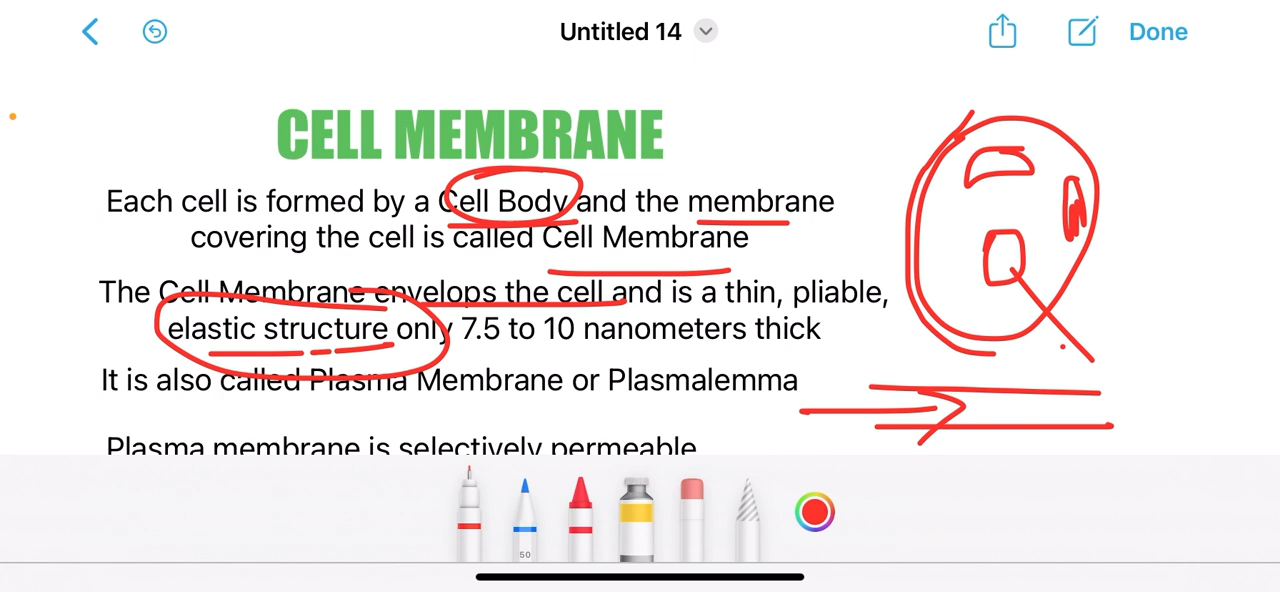 Untitled 14
Done
CELL MEMBRANE
Each cell is formed by a Cell Body and the membrane
covering the cell is called Cell Membrane
The Cell Membrane envelops the cell and is a thin, pliable,
elastic structure only 7.5 to 10 nanometers thick
It is also called Plasma Membrane or Plasmalemma
Plasma membrane is selectively permeable
50